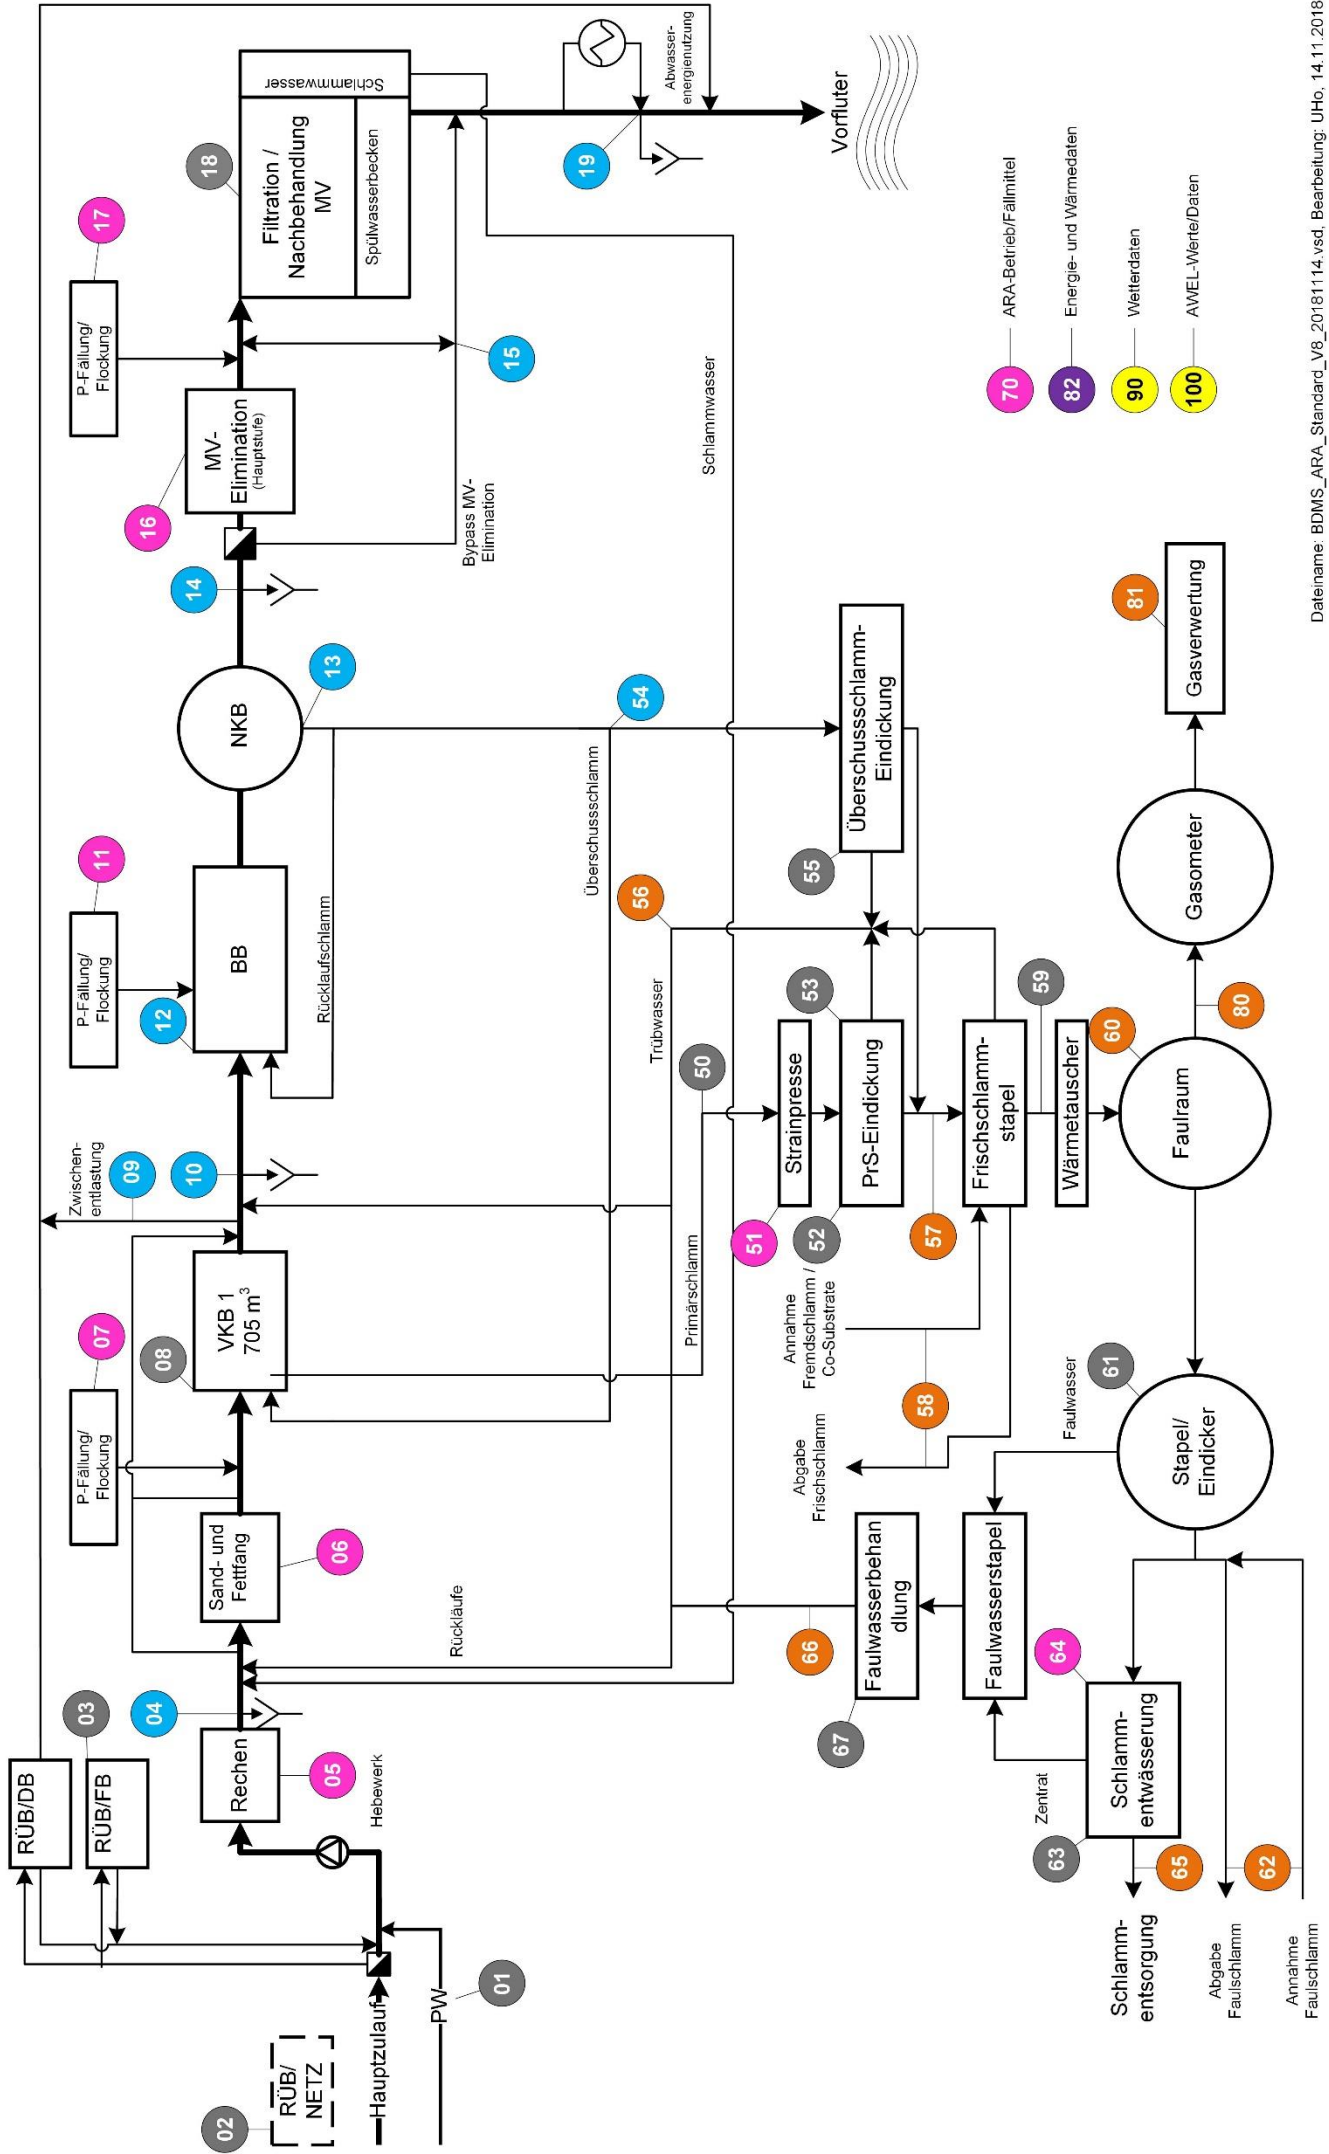 RÜB/DB
03
RÜB/FB
04
Rechen
05
Hebewerk
02
RÜB/
NETZ
Hauptzulauf
PW
01
P-Fällung/
Flockung
07
Sand- und
Fettfang
06
Rückläufe
08
VKB 1
705 m³
Zwischen-
entlastung
09
10
P-Fällung/
Flockung
11
12
BB
Rücklaufschlamm
NKB
13
14
16
MV-
Elimination
(Hauptstufe)
Bypass MV-
Elimination
15
P-Fällung/
Flockung
17
18
Filtration /
Nachbehandlung
MV
Spülwasserbecken
Schlammwasser
19
Abwasser-
energienutzung
Vorfluter
Schlammwasser
Überschussschlamm
54
56
Trübwasser
Primärschlamm
50
51
Strainpresse
52
PrS-Eindickung
53
55
Überschussschlamm-
Eindickung
57
Frischschlamm-
stapel
59
Wärmetauscher
Annahme
Fremdschlamm /
Co-Substrate
58
Abgabe
Frischschlamm
60
Faulraum
80
Gasometer
81
Gasverwertung
Faulwasser
61
Stapel/
Eindicker
66
67
Faulwasserbehan
dlung
Faulwasserstapel
64
Zentrat
63
Schlamm-
entwässerung
65
Schlamm-
entsorgung
62
Abgabe
Faulschlamm
Annahme
Faulschlamm
70
ARA-Betrieb/Fällmittel
82
Energie- und Wärmedaten
90
Wetterdaten
100
AWEL-Werte/Daten
Dateiname: BDMS_ARA_Standard_V8_20181114.vsd, Bearbeitung: UHo, 14.11.2018